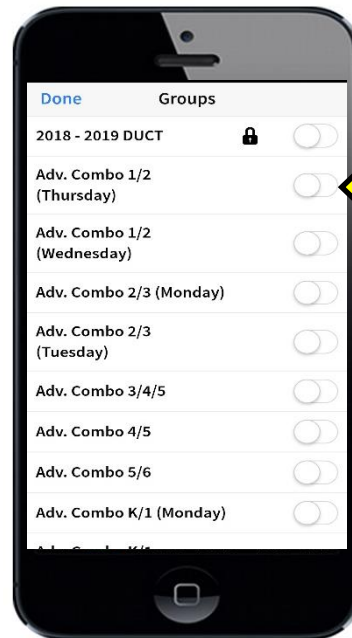 Done Groups
2018 - 2019 DUCT
Adv. Combo 1/2
(Thursday)
Adv. Combo 1/2
(Wednesday)
Adv. Combo 2/3 (Monday)
Adv. Combo 2/3
(Tuesday)
Adv. Combo 3/4/5
Adv. Combo 4/5
Adv. Combo 5/6
Adv. Combo K/1 (Monday)